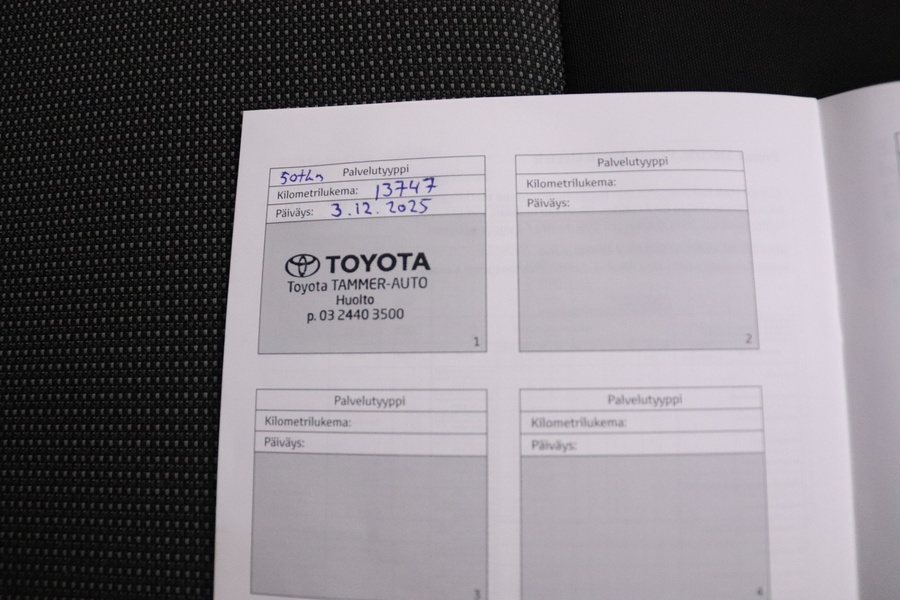 50tkm Palvelutyyppi
Kilometrilukema: 13747
Päiväys: 3.12.2025
TOYOTA
Toyota TAMMER-AUTO
Huolto
p. 03 2440 3500
1
Palvelutyyppi
Kilometrilukema:
Päiväys:
2
Palvelutyyppi
Kilometrilukema:
Päiväys:
3
Palvelutyyppi
Kilometrilukema:
Päiväys:
4